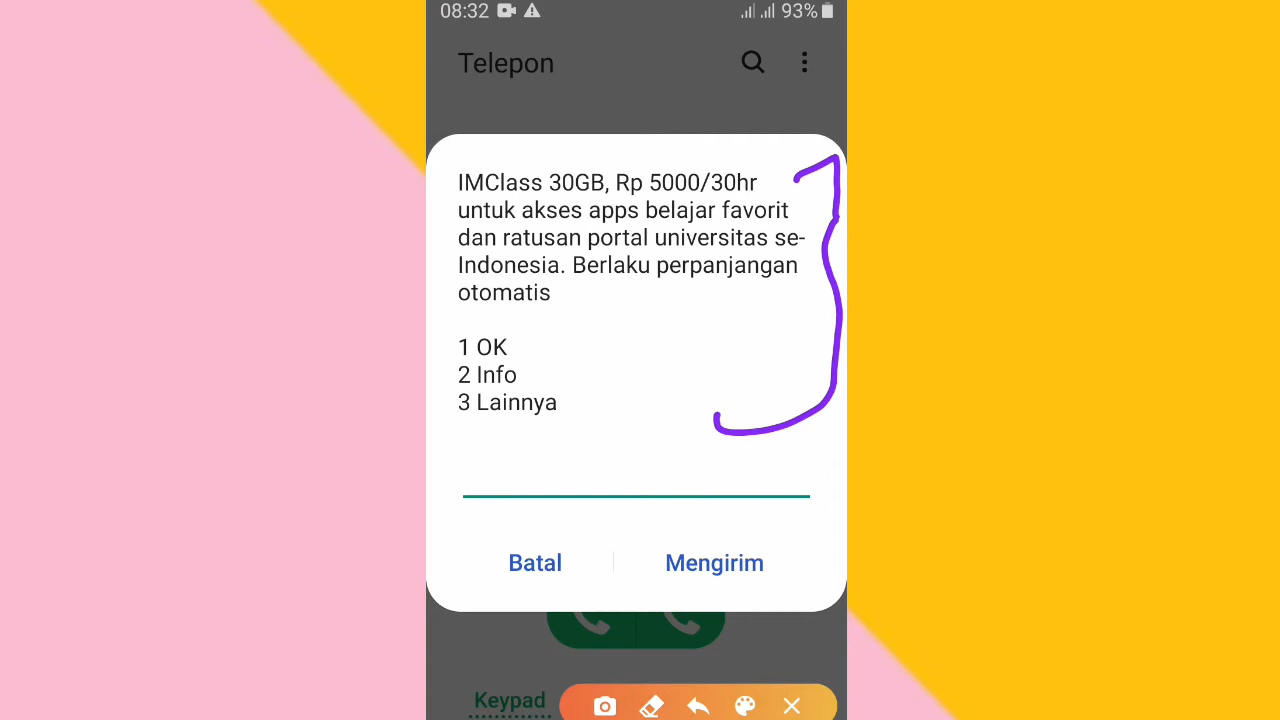 08:32 93%
Telepon
IMClass 30GB, Rp 5000/30hr
untuk akses apps belajar favorit
dan ratusan portal universitas se-
Indonesia. Berlaku perpanjangan
otomatis
1 OK
2 Info
3 Lainnya
Batal Mengirim
Keypad